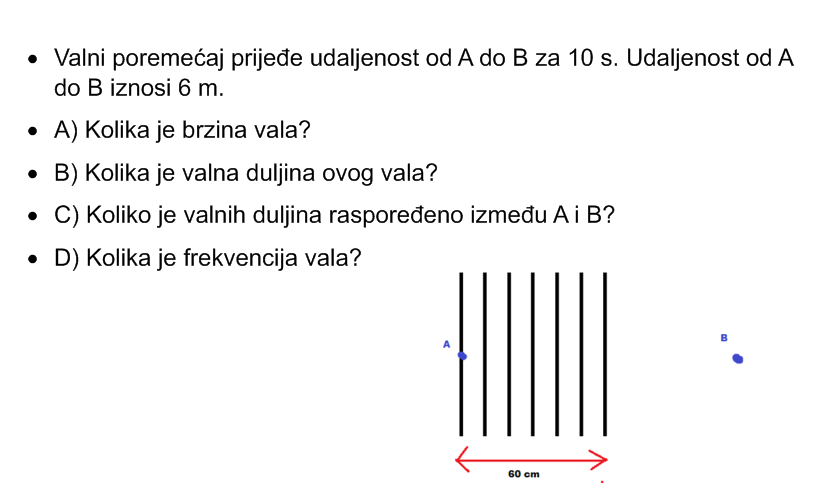 • Valni poremećaj prijeđe udaljenost od A do B za 10 s. Udaljenost od A
do B iznosi 6 m.
• A) Kolika je brzina vala?
• B) Kolika je valna duljina ovog vala?
• C) Koliko je valnih duljina raspoređeno između A i B?
• D) Kolika je frekvencija vala?
A
B
60 cm